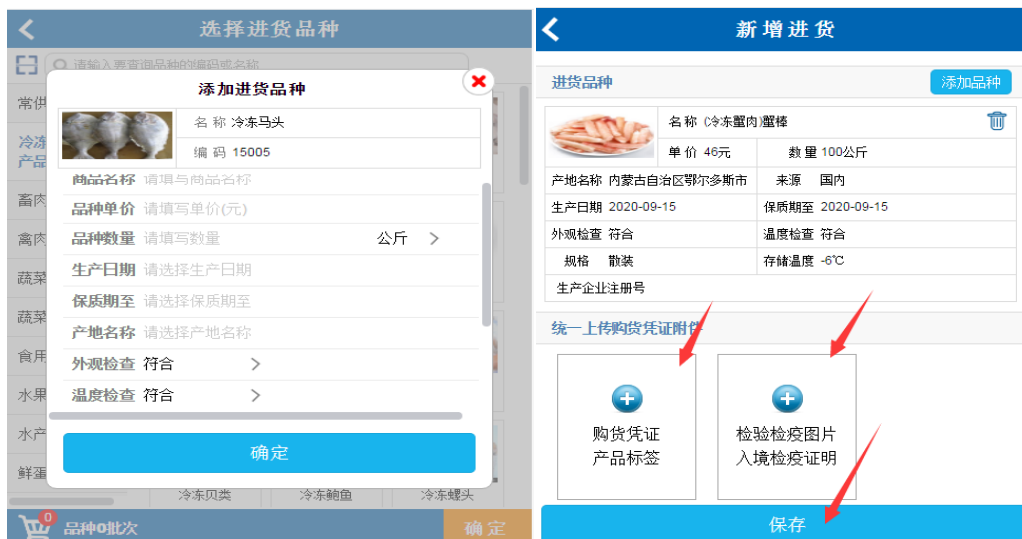 选择进货品种
请输入要查询品种的编码或名称
添加进货品种
常供
名 称 冷冻马头
编 码 15005
冷冻
产品
商品名称 请填写商品名称
畜肉
品种单价 请填写单价(元)
禽肉
品种数量 请填写数量 公斤
蔬菜
生产日期 请选择生产日期
保质期至 请选择保质期至
蔬菜
产地名称 请选择产地名称
食用
外观检查 符合
水果
温度检查 符合
水产
确定
鲜蛋
冷冻贝类 冷冻鲍鱼 冷冻螺头
0
品种0批次
确 定
新 增 进 货
进货品种
添加品种
名 称 (冷冻蟹肉)蟹棒
单 价 46元 数 量 100公斤
产地名称 内蒙古自治区鄂尔多斯市 来源 国内
生产日期 2020-09-15 保质期至 2020-09-15
外观检查 符合 温度检查 符合
规格 散装 存储温度 -6℃
生产企业注册号
统一上传购货凭证附件
购货凭证
产品标签
检验检疫图片
入境检疫证明
保存